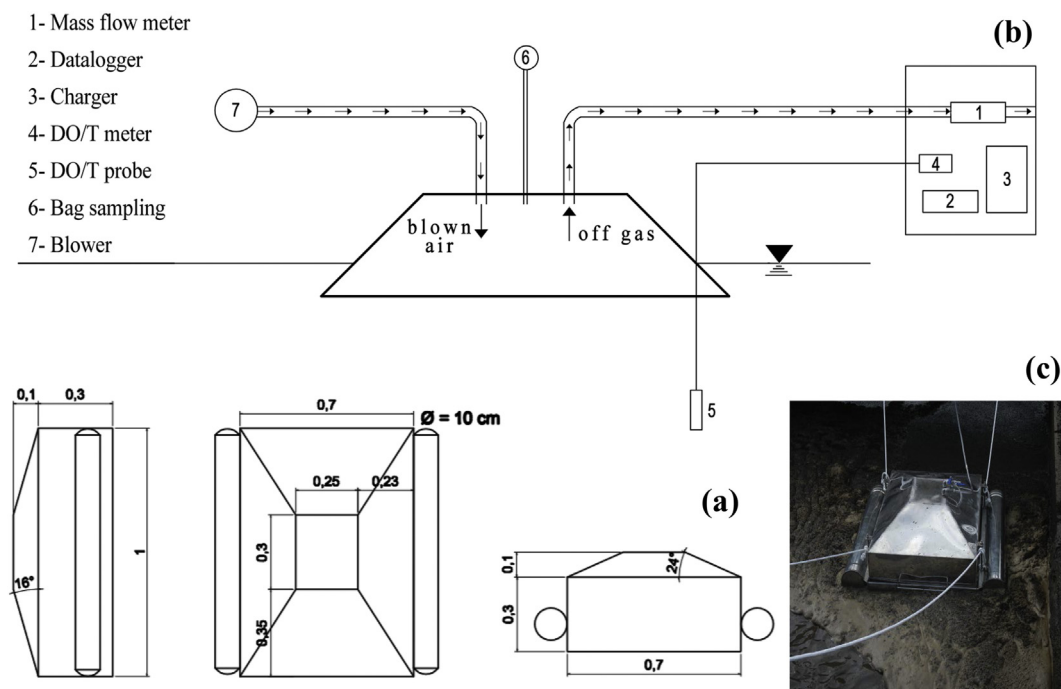 1- Mass flow meter
2- Datalogger
3- Charger
4- DO/T meter
5- DO/T probe
6- Bag sampling
7- Blower
(b)
6
7
1
4
3
2
blown
air
off gas
5
(c)
0,1
0,3
0,7
Ø = 10 cm
0,25
0,23
(a)
0,3
1
16°
0,35
0,1
24°
0,3
0,7